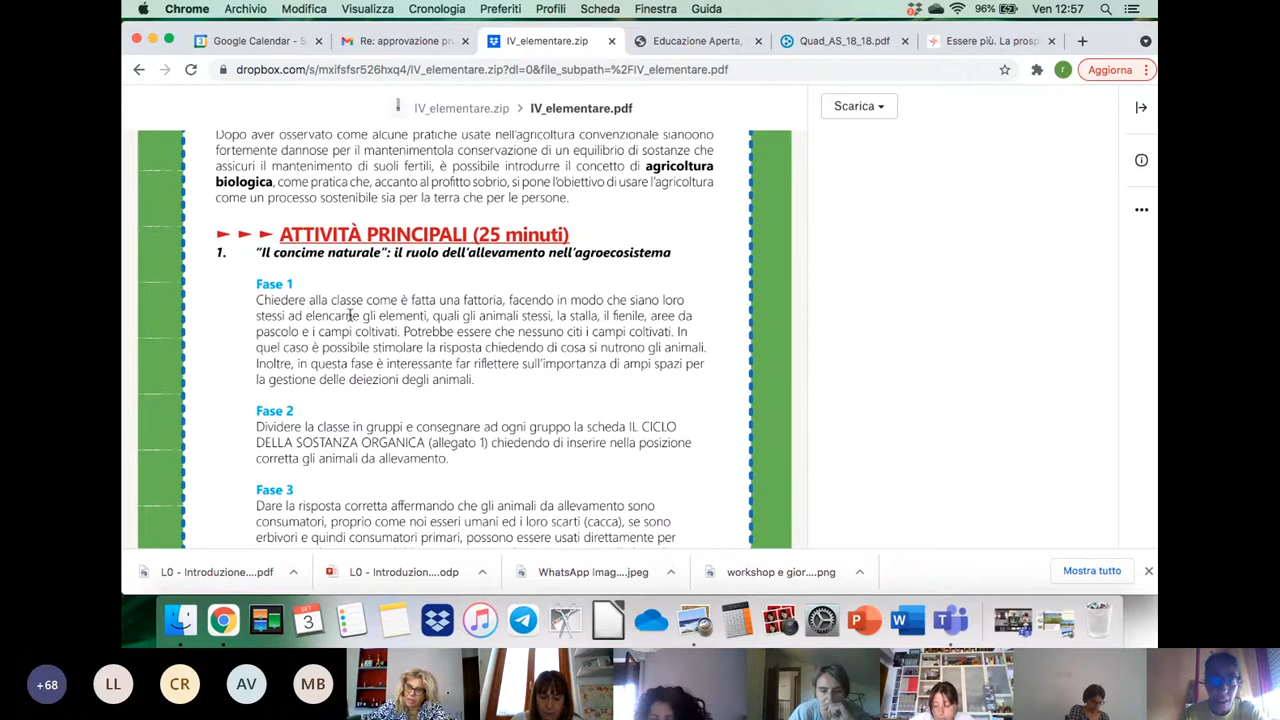 Chrome Archivio Modifica Visualizza Cronologia Preferiti Profili Scheda Finestra Guida 96% Ven 12:57
Google Calendar - S
Re: approvazione pr
IV_elementare.zip
Educazione Aperta,
Quad_AS_18_18.pdf
Essere più. La prosp
dropbox.com/s/mxifsfsr526hxq4/IV_elementare.zip?dl=0&file_subpath=%2FIV_elementare.pdf
Aggiorna
IV_elementare.zip > IV_elementare.pdf
Scarica
Dopo aver osservato come alcune pratiche usate nell'agricoltura convenzionale sianoono
fortemente dannose per il mantenimentola conservazione di un equilibrio di sostanze che
assicuri il mantenimento di suoli fertili, è possibile introdurre il concetto di agricoltura
biologica, come pratica che, accanto al profitto sobrio, si pone l'obiettivo di usare l'agricoltura
come un processo sostenibile sia per la terra che per le persone.
ATTIVITÀ PRINCIPALI (25 minuti)
1. "Il concime naturale": il ruolo dell'allevamento nell'agroecosistema
Fase 1
Chiedere alla classe come è fatta una fattoria, facendo in modo che siano loro
stessi ad elencarne gli elementi, quali gli animali stessi, la stalla, il fienile, aree da
pascolo e i campi coltivati. Potrebbe essere che nessuno citi i campi coltivati. In
quel caso è possibile stimolare la risposta chiedendo di cosa si nutrono gli animali.
Inoltre, in questa fase è interessante far riflettere sull'importanza di ampi spazi per
la gestione delle deiezioni degli animali.
Fase 2
Dividere la classe in gruppi e consegnare ad ogni gruppo la scheda IL CICLO
DELLA SOSTANZA ORGANICA (allegato 1) chiedendo di inserire nella posizione
corretta gli animali da allevamento.
Fase 3
Dare la risposta corretta affermando che gli animali da allevamento sono
consumatori, proprio come noi esseri umani ed i loro scarti (cacca), se sono
erbivori e quindi consumatori primari, possono essere usati direttamente per
L0 - Introduzione....pdf
L0 - Introduzion....odp
WhatsApp Imag....jpeg
workshop e gior....png
Mostra tutto
SET
3
+68
LL
CR
AV
MB